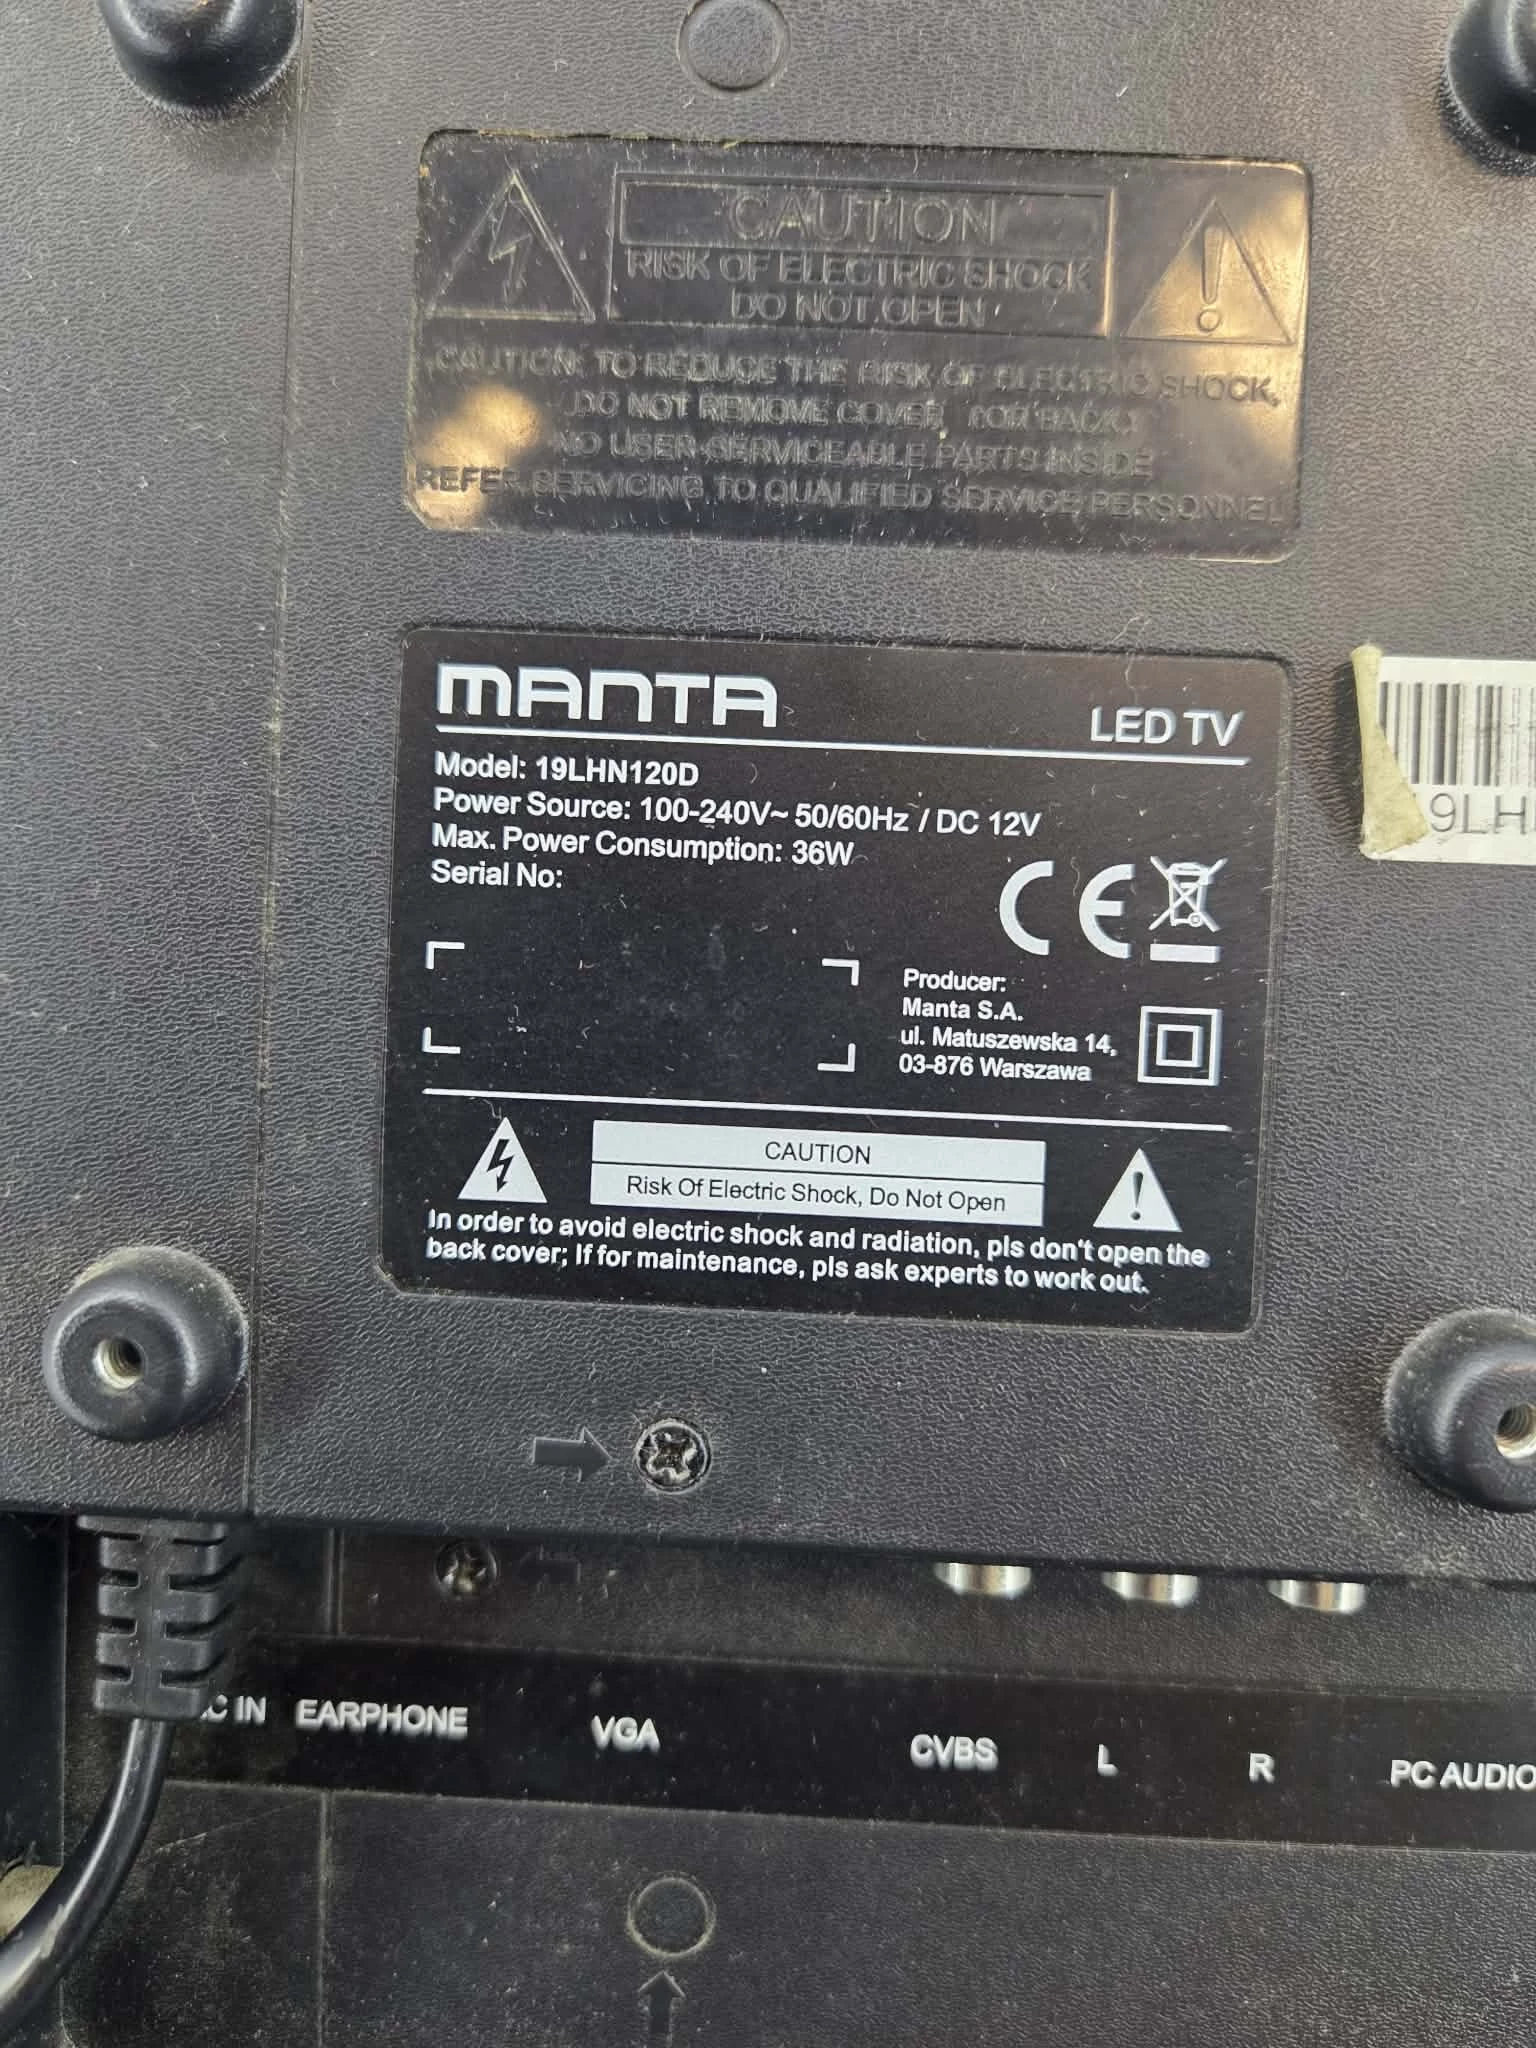 CAUTION
RISK OF ELECTRIC SHOCK
DO NOT OPEN
CAUTION: TO REDUCE THE RISK OF ELECTRIC SHOCK,
DO NOT REMOVE COVER (OR BACK)
NO USER-SERVICEABLE PARTS INSIDE
REFER SERVICING TO QUALIFIED SERVICE PERSONNEL
MANTA
LED TV
Model: 19LHN120D
Power Source: 100-240V~ 50/60Hz / DC 12V
Max. Power Consumption: 36W
Serial No:
CE
Producer:
Manta S.A.
ul. Matuszewska 14,
03-876 Warszawa
CAUTION
Risk Of Electric Shock, Do Not Open
In order to avoid electric shock and radiation, pls don't open the
back cover; If for maintenance, pls ask experts to work out.
9LH
IN EARPHONE VGA CVBS L R PC AUDIO